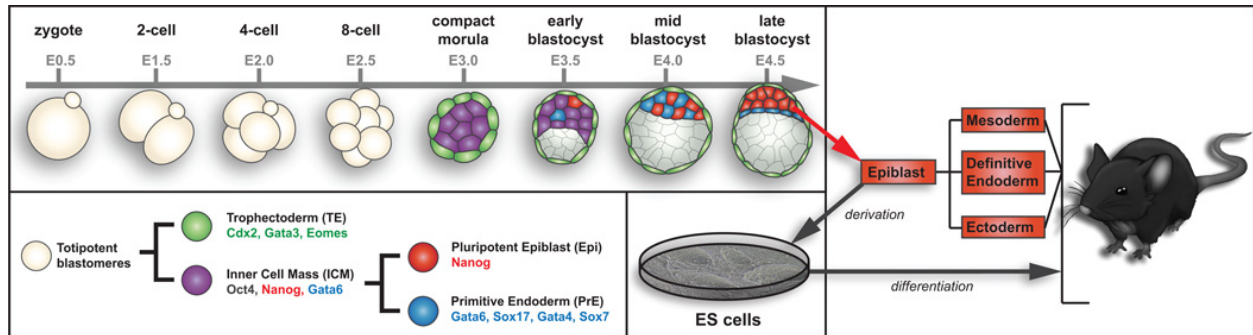 zygote
2-cell
4-cell
8-cell
compact
morula
early
blastocyst
mid
blastocyst
late
blastocyst
E0.5
E1.5
E2.0
E2.5
E3.0
E3.5
E4.0
E4.5
Totipotent
blastomeres
Trophectoderm (TE)
Cdx2, Gata3, Eomes
Inner Cell Mass (ICM)
Oct4, Nanog, Gata6
Pluripotent Epiblast (Epi)
Nanog
Primitive Endoderm (PrE)
Gata6, Sox17, Gata4, Sox7
Epiblast
Mesoderm
Definitive
Endoderm
Ectoderm
derivation
differentiation
ES cells